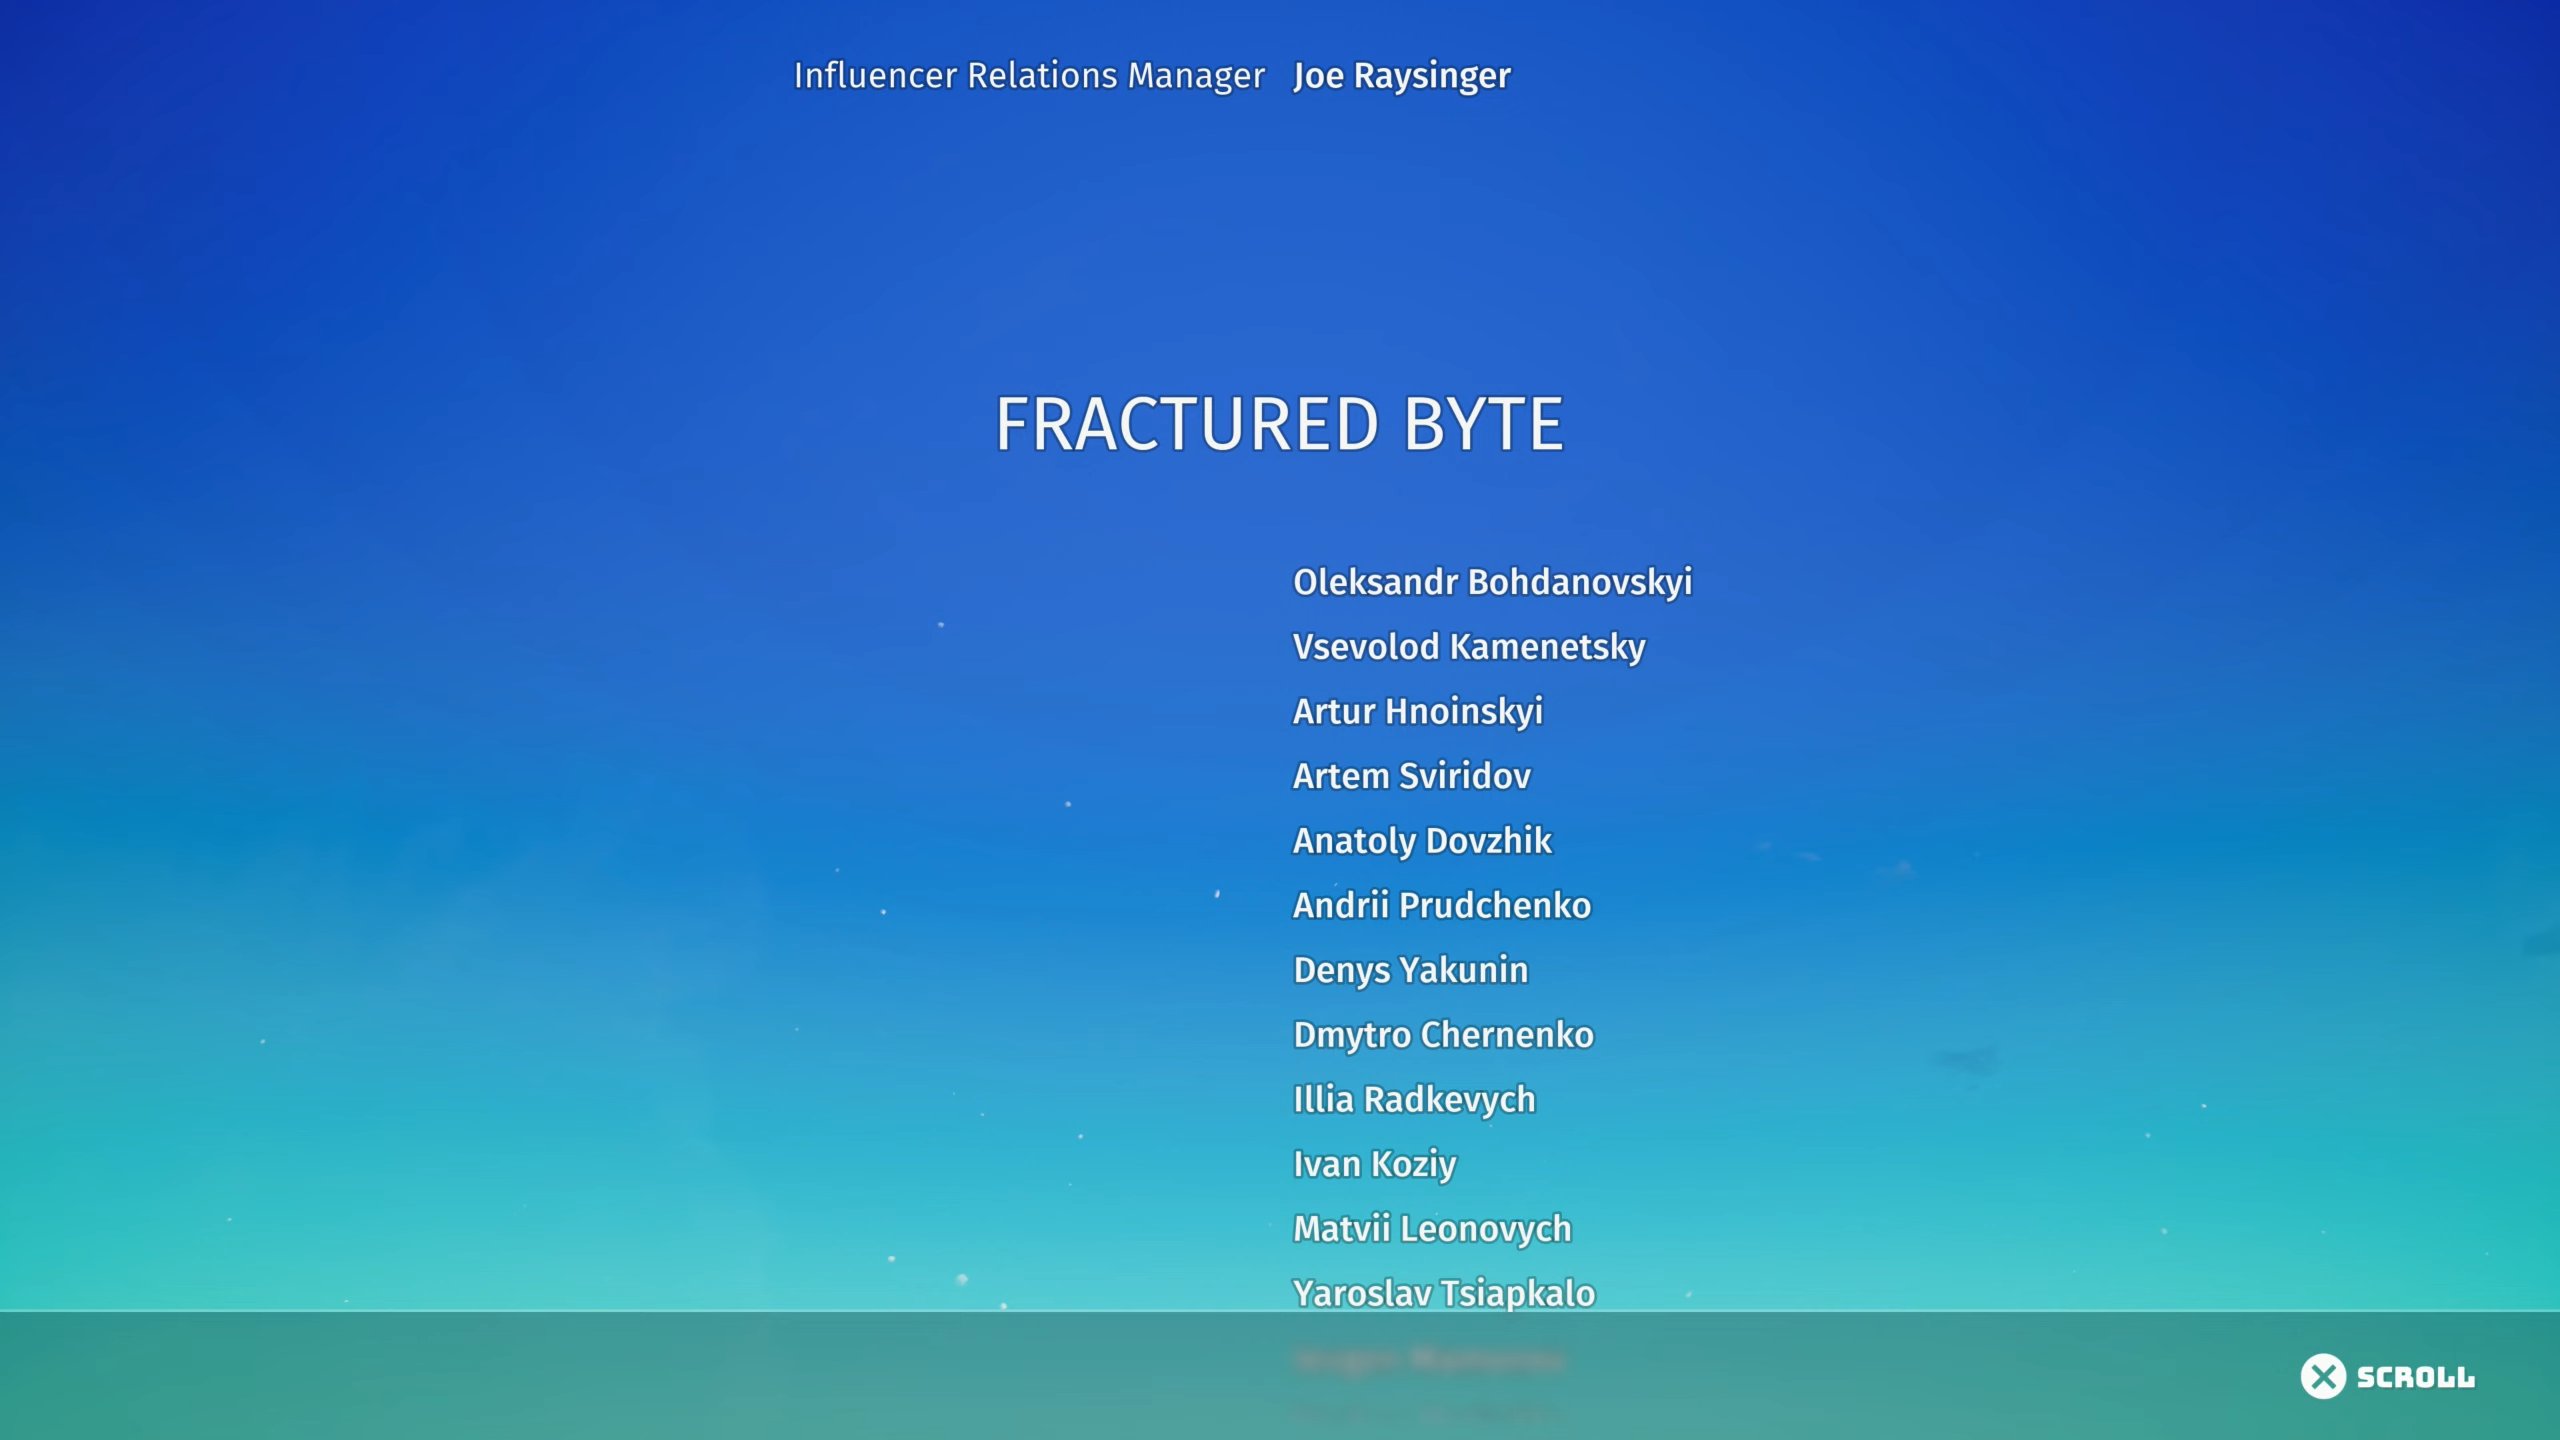 Influencer Relations Manager Joe Raysinger
FRACTURED BYTE
Oleksandr Bohdanovskyi
Vsevolod Kamenetsky
Artur Hnoinskyi
Artem Sviridov
Anatoly Dovzhik
Andrii Prudchenko
Denys Yakunin
Dmytro Chernenko
Illia Radkevych
Ivan Koziy
Matvii Leonovych
Yaroslav Tsiapkalo
SCROLL